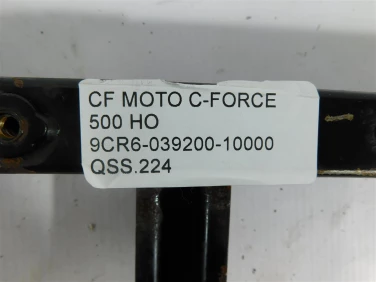 CF MOTO C-FORCE
500 HO
9CR6-039200-10000
QSS.224